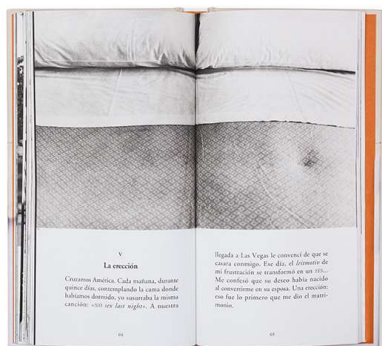 V
La erección
Cruzamos América. Cada mañana, durante
quince días, contemplando la cama donde
habíamos dormido, yo susurraba la misma
canción: «NO sex last night». A nuestra
llegada a Las Vegas le convencí de que se
casara conmigo. Ese día, el leitmotiv de
mi frustración se transformó en un YES...
Me confesó que su deseo había nacido
al convertirme en su esposa. Una erección:
eso fue lo primero que me dio el matri-
monio.